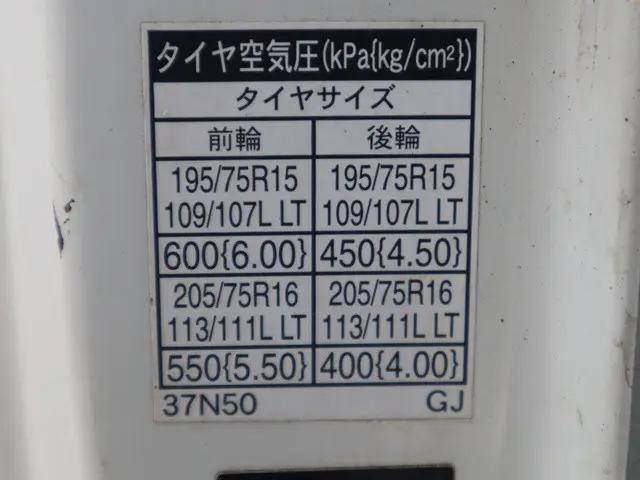 タイヤ空気圧(kPa{kg/cm²})
タイヤサイズ
前輪 後輪
195/75R15 195/75R15
109/107L LT 109/107L LT
600{6.00} 450{4.50}
205/75R16 205/75R16
113/111L LT 113/111L LT
550{5.50} 400{4.00}
37N50 GJ